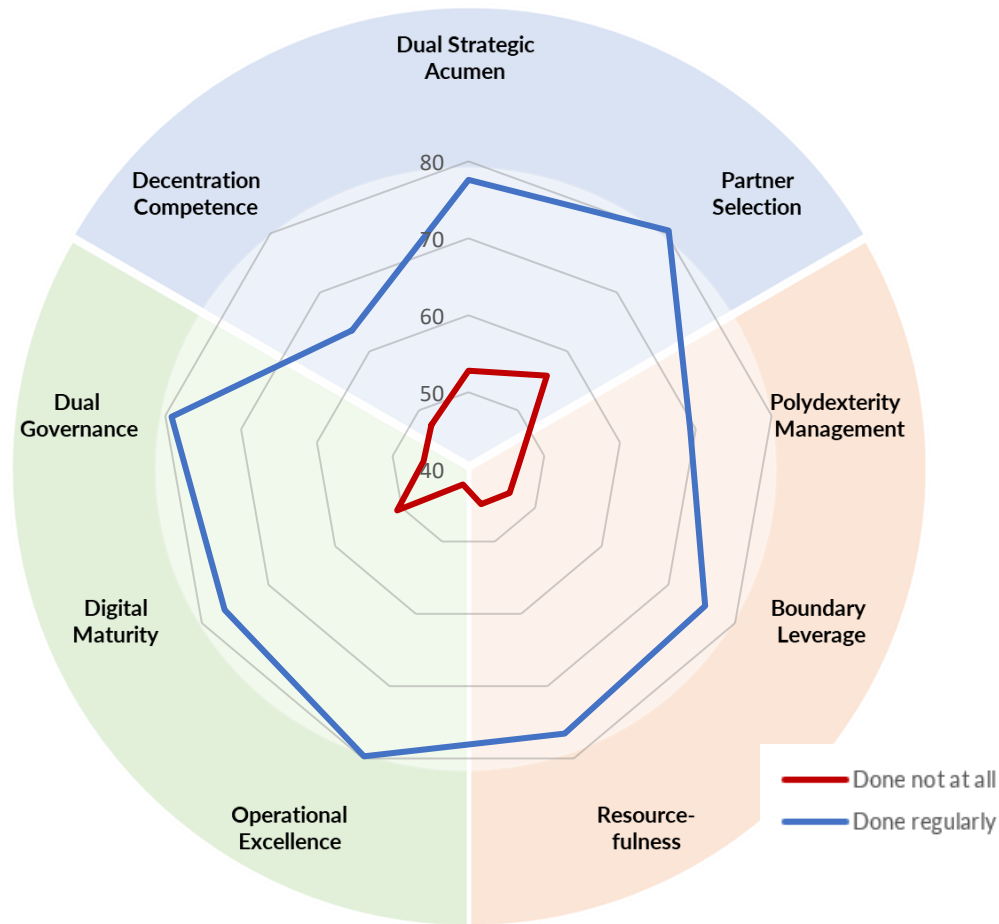 Dual Strategic
Acumen
Decentration
Competence
Partner
Selection
80
70
60
50
40
Dual
Governance
Polydexterity
Management
Digital
Maturity
Boundary
Leverage
Operational
Excellence
Resource-
fulness
Done not at all
Done regularly